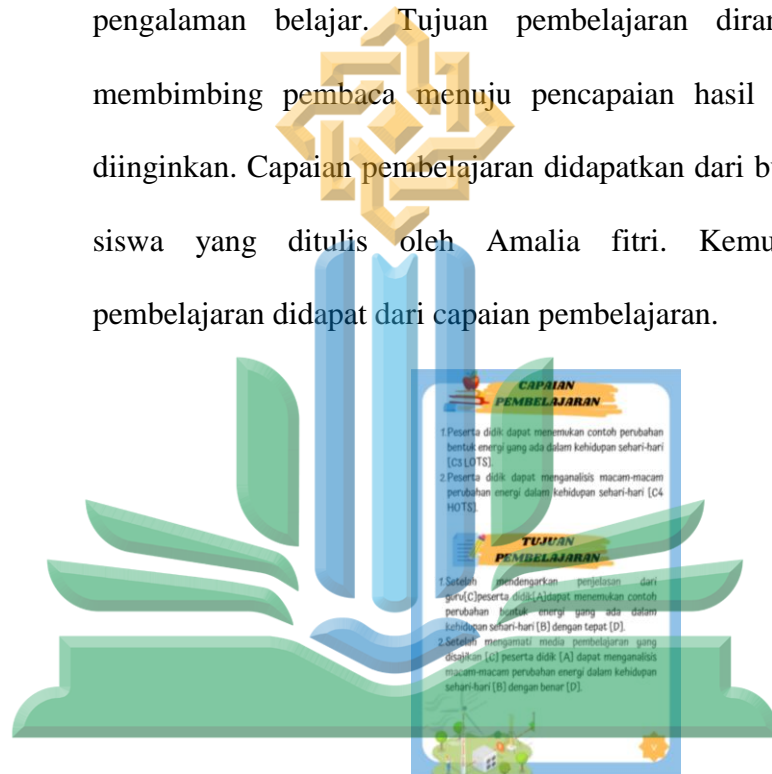 pengalaman belajar. Tujuan pembelajaran diran
membimbing pembaca menuju pencapaian hasil
diinginkan. Capaian pembelajaran didapatkan dari bu
siswa yang ditulis oleh Amalia fitri. Kemu
pembelajaran didapat dari capaian pembelajaran.
CAPAIAN
PEMBELAJARAN
1.Peserta didik dapat menemukan contoh perubahan
bentuk energi yang ada dalam kehidupan sehari-hari
[C3 LOTS].
2.Peserta didik dapat menganalisis macam-macam
perubahan energi dalam kehidupan sehari-hari [C4
HOTS].
TUJUAN
PEMBELAJARAN
1.Setelah mendengarkan penjelasan dari
guru[C]peserta didik[A]dapat menemukan contoh
perubahan bentuk energi yang ada dalam
kehidupan sehari-hari [B] dengan tepat [D].
2.Setelah mengamati media pembelajaran yang
disajikan [C] peserta didik [A] dapat menganalisis
macam-macam perubahan energi dalam kehidupan
sehari-hari [B] dengan benar [D].